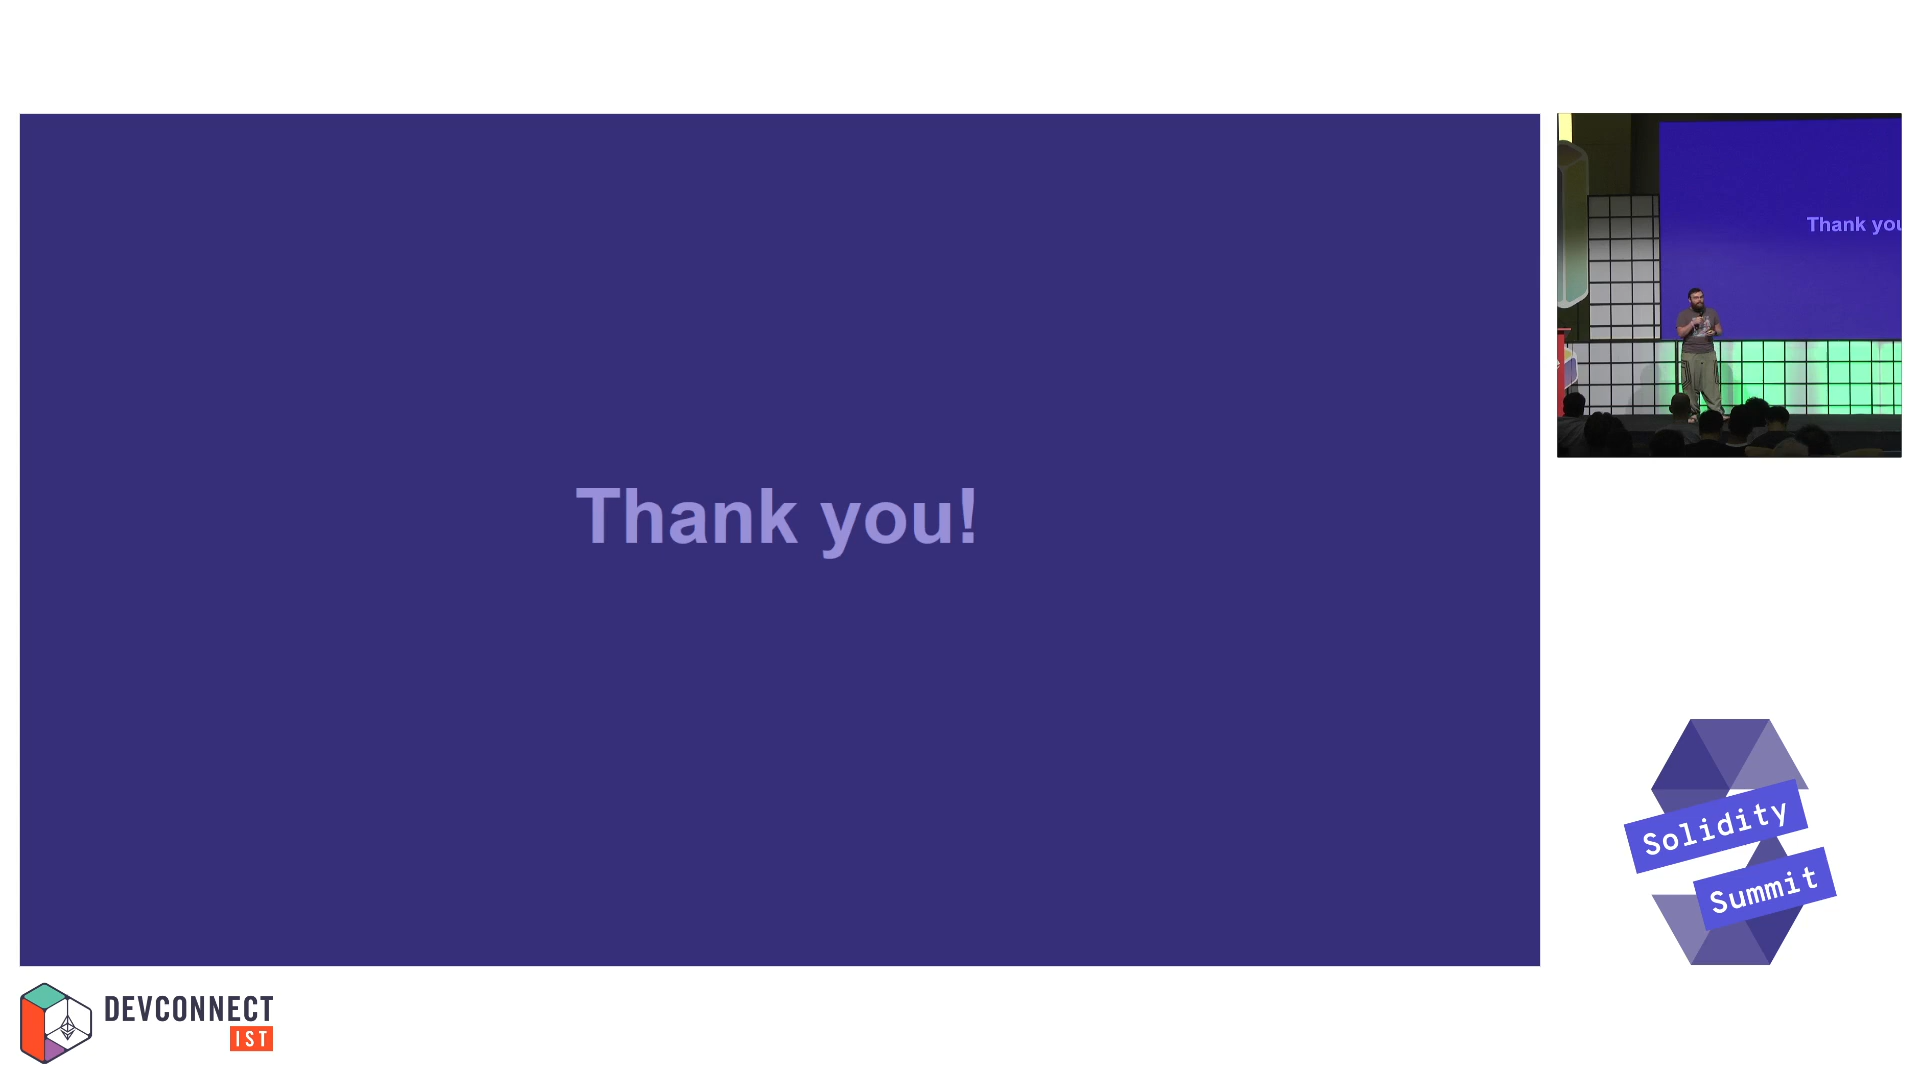 Thank you!
Thank you
Solidity
Summit
DEVCONNECT
IST